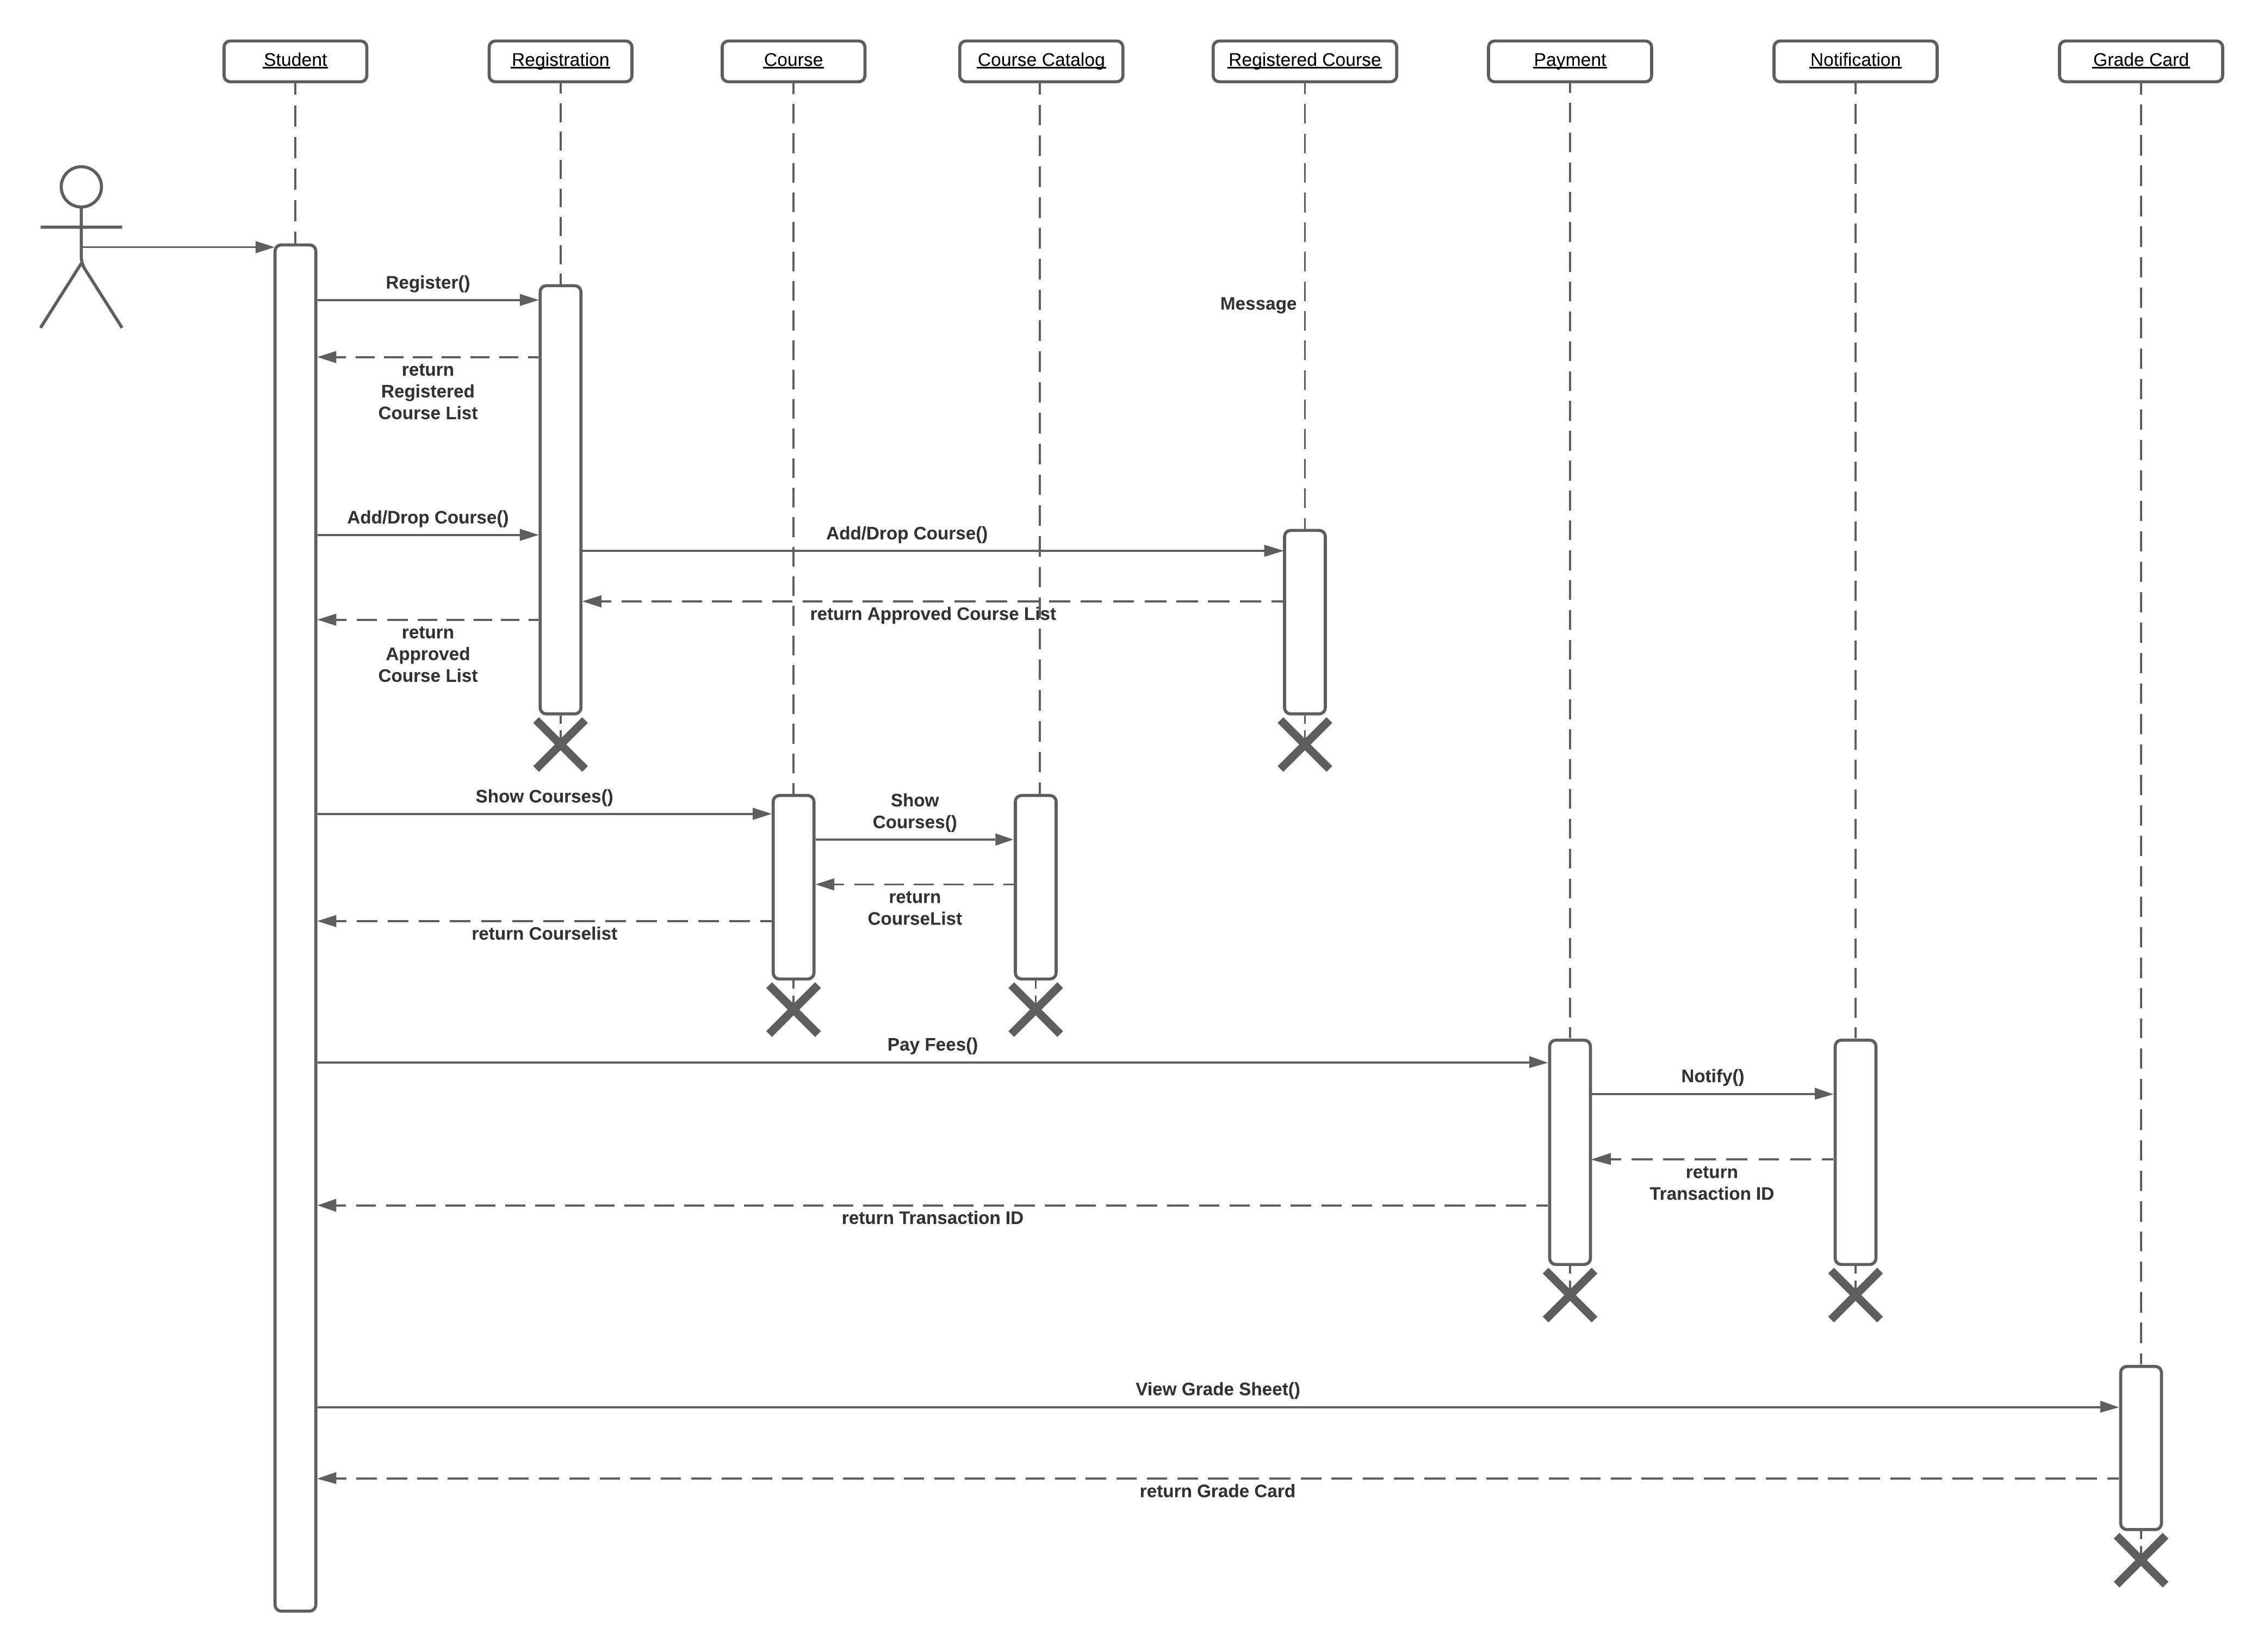 Student
Registration
Course
Course Catalog
Registered Course
Payment
Notification
Grade Card
Register()
Message
return
Registered
Course List
Add/Drop Course()
Add/Drop Course()
return Approved Course List
return
Approved
Course List
Show Courses()
Show
Courses()
return
CourseList
return Courselist
Pay Fees()
Notify()
return
Transaction ID
return Transaction ID
View Grade Sheet()
return Grade Card